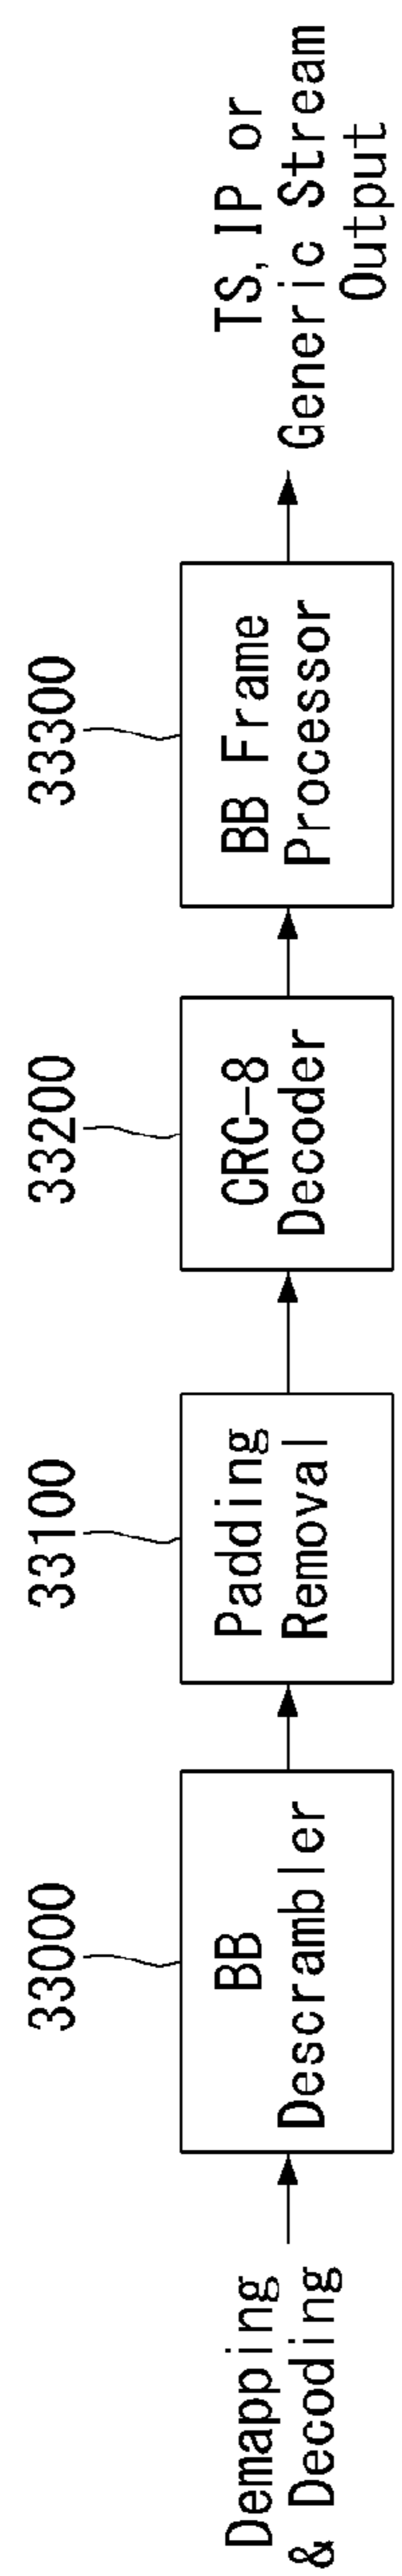 33000
33100
33200
33300
Demapping
& Decoding
BB
Descrambler
Padding
Removal
CRC-8
Decoder
BB Frame
Processor
TS, IP or
Generic Stream
Output